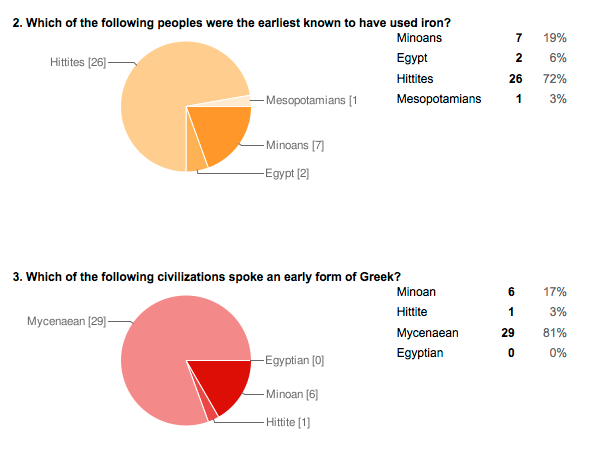 2. Which of the following peoples were the earliest known to have used iron?
Minoans 7 19%
Egypt 2 6%
Hittites 26 72%
Mesopotamians 1 3%
Hittites [26]
Mesopotamians [1
Minoans [7]
Egypt [2]
3. Which of the following civilizations spoke an early form of Greek?
Minoan 6 17%
Hittite 1 3%
Mycenaean 29 81%
Egyptian 0 0%
Mycenaean [29]
Egyptian [0]
Minoan [6]
Hittite [1]